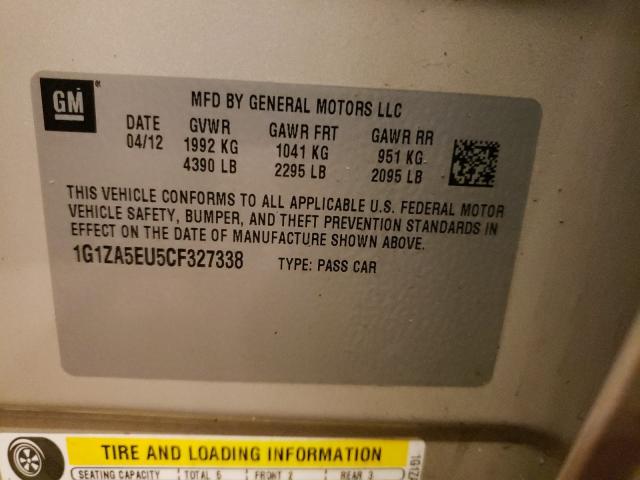 GM
MFD BY GENERAL MOTORS LLC
DATE GVWR GAWR FRT GAWR RR
04/12 1992 KG 1041 KG 951 KG
4390 LB 2295 LB 2095 LB
THIS VEHICLE CONFORMS TO ALL APPLICABLE U.S. FEDERAL MOTOR
VEHICLE SAFETY, BUMPER, AND THEFT PREVENTION STANDARDS IN
EFFECT ON THE DATE OF MANUFACTURE SHOWN ABOVE.
1G1ZA5EU5CF327338 TYPE: PASS CAR
TIRE AND LOADING INFORMATION
SEATING CAPACITY TOTAL 5 FRONT 2 REAR 3
1G1ZA